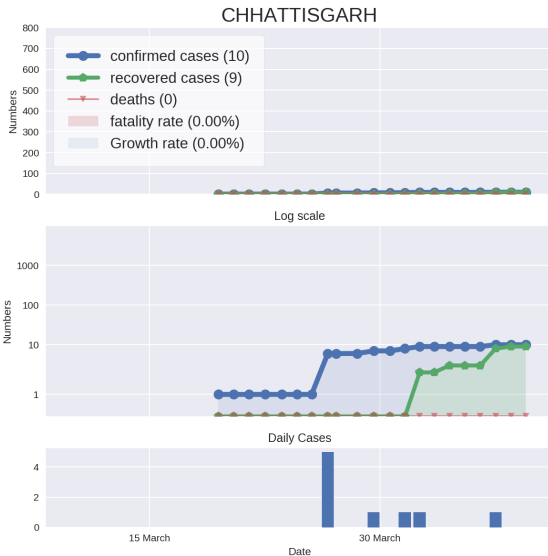 CHHATTISGARH
800
700
600
500
400
300
200
100
0
Numbers
confirmed cases (10)
recovered cases (9)
deaths (0)
fatality rate (0.00%)
Growth rate (0.00%)
Log scale
1000
100
10
1
Numbers
Daily Cases
4
2
0
15 March
30 March
Date